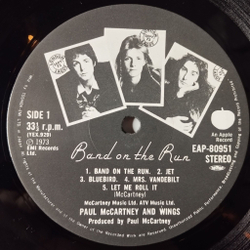 An Apple
Record
Band on the Run
SIDE 1
33⅓ r.p.m.
(YEX.929)
℗ 1973
EMI Records
Ltd.
EAP-80951
STEREO
1. BAND ON THE RUN. 2. JET
3. BLUEBIRD. 4. MRS. VANDEBILT
5. LET ME ROLL IT
(McCartney)
McCartney Music Ltd. ATV Music Ltd.
PAUL McCARTNEY AND WINGS
Produced by Paul McCartney